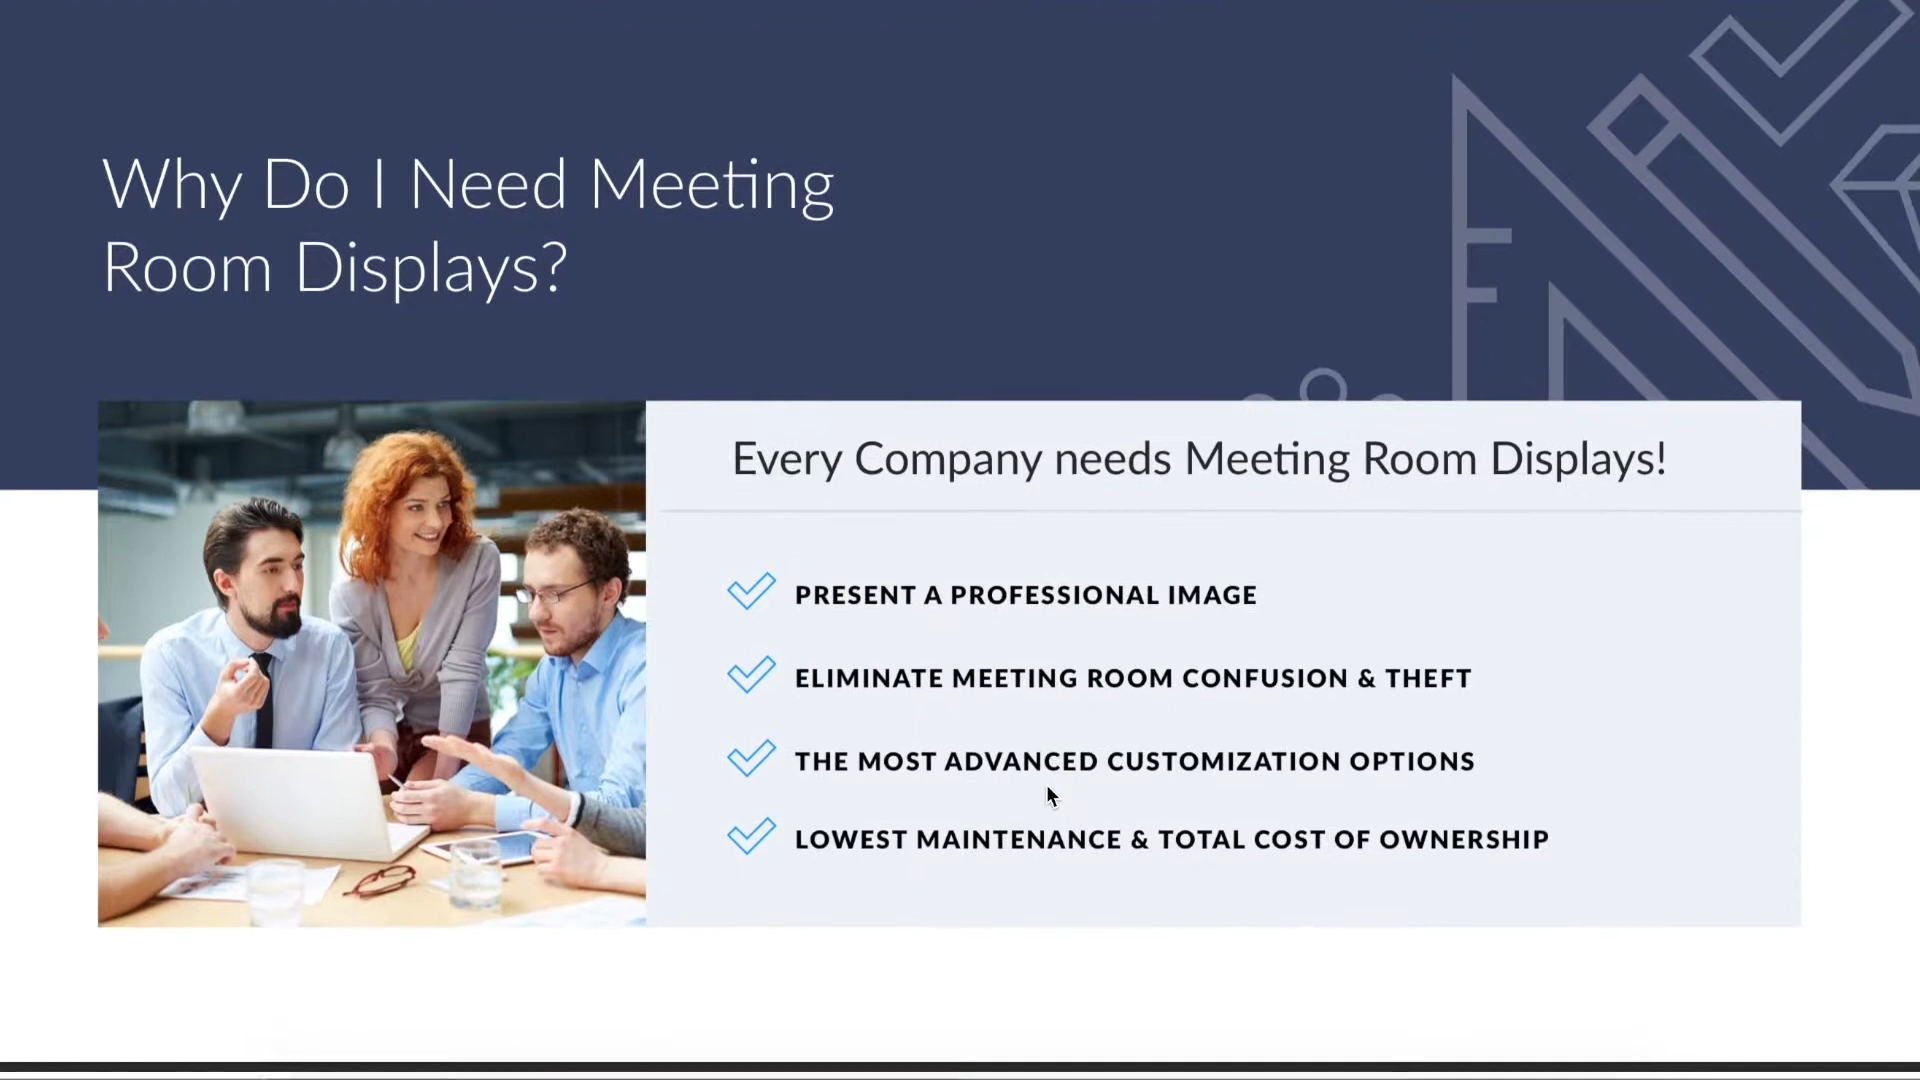 Why Do I Need Meeting
Room Displays?
Every Company needs Meeting Room Displays!
PRESENT A PROFESSIONAL IMAGE
ELIMINATE MEETING ROOM CONFUSION & THEFT
THE MOST ADVANCED CUSTOMIZATION OPTIONS
LOWEST MAINTENANCE & TOTAL COST OF OWNERSHIP